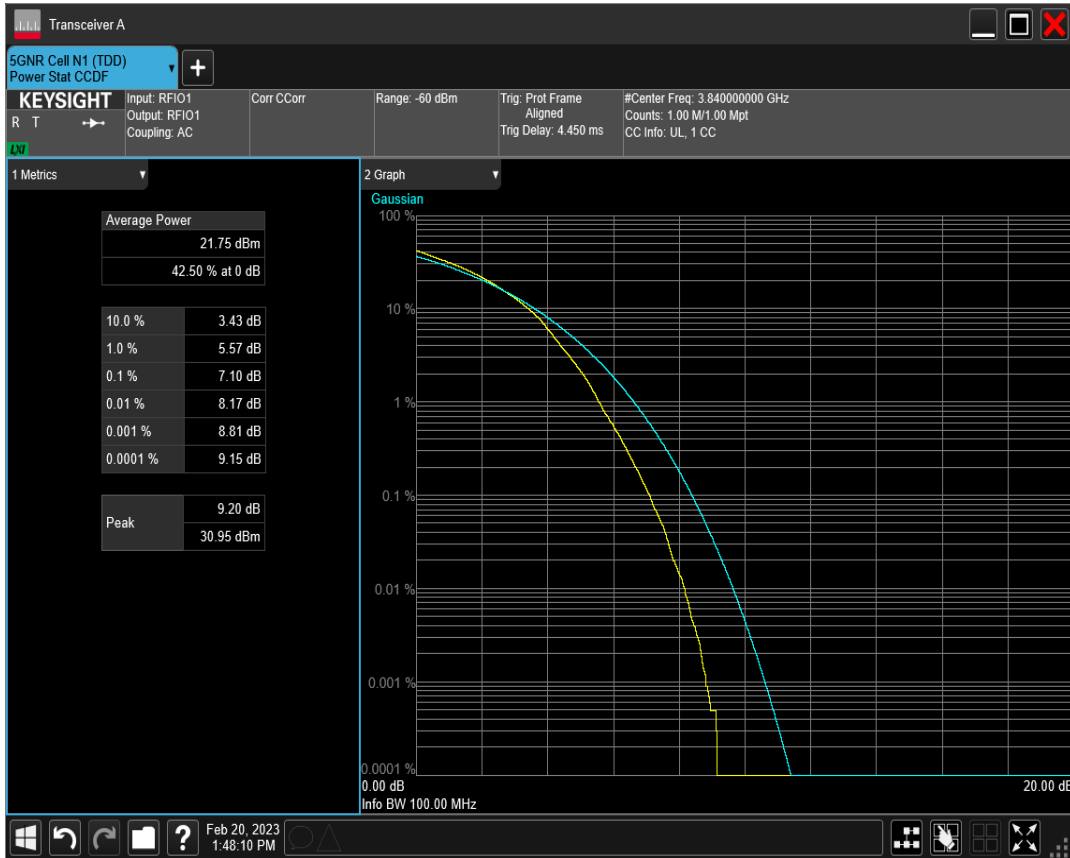 Transceiver A
5GNR Cell N1 (TDD)
Power Stat CCDF
+
KEYSIGHT
R T
LXI
Input: RFIO1
Output: RFIO1
Coupling: AC
Corr CCorr
Range: -60 dBm
Trig: Prot Frame
Aligned
Trig Delay: 4.450 ms
#Center Freq: 3.840000000 GHz
Counts: 1.00 M/1.00 Mpt
CC Info: UL, 1 CC
1 Metrics
Average Power
21.75 dBm
42.50 % at 0 dB
10.0 % 3.43 dB
1.0 % 5.57 dB
0.1 % 7.10 dB
0.01 % 8.17 dB
0.001 % 8.81 dB
0.0001 % 9.15 dB
Peak 9.20 dB
30.95 dBm
2 Graph
Gaussian
100 %
10 %
1 %
0.1 %
0.01 %
0.001 %
0.0001 %
0.00 dB 20.00 dB
Info BW 100.00 MHz
?
Feb 20, 2023
1:48:10 PM